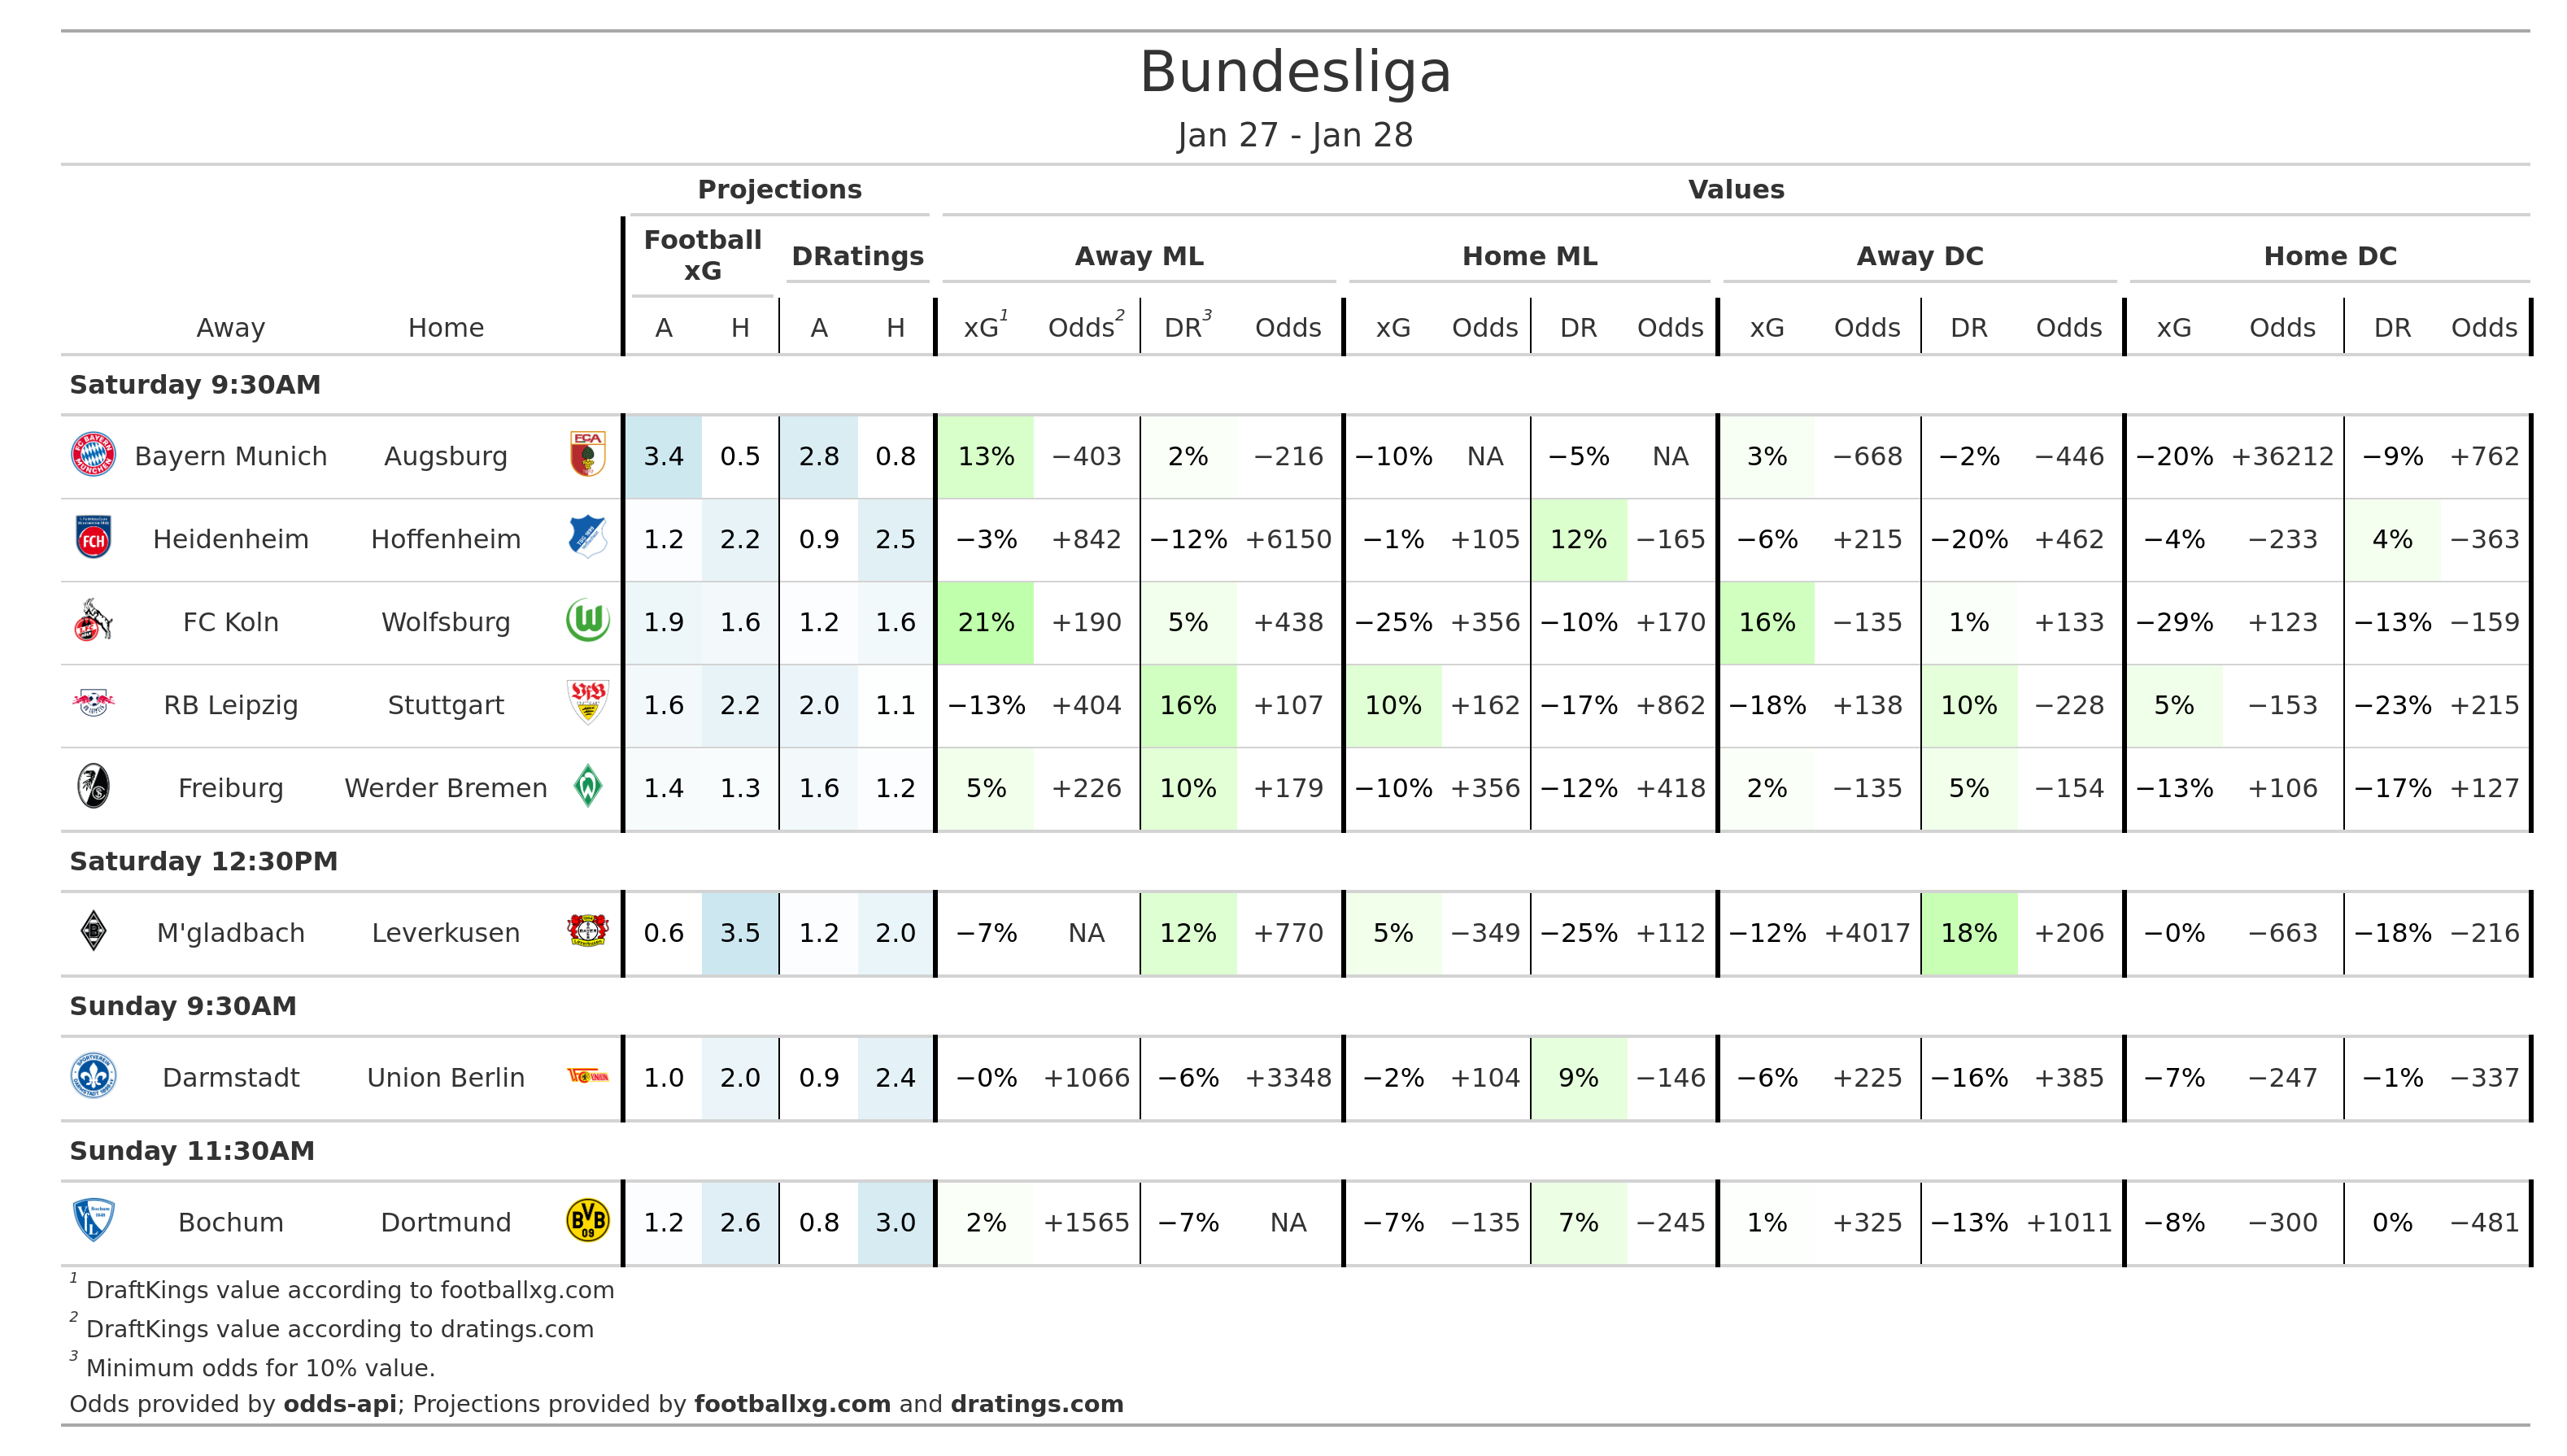 Bundesliga
Jan 27 - Jan 28
Projections Values
Football xG DRatings Away ML Home ML Away DC Home DC
Away Home A H A H xG1 Odds2 DR3 Odds xG Odds DR Odds xG Odds DR Odds xG Odds DR Odds
Saturday 9:30AM
Bayern Munich Augsburg 3.4 0.5 2.8 0.8 13% −403 2% −216 −10% NA −5% NA 3% −668 −2% −446 −20% +36212 −9% +762
Heidenheim Hoffenheim 1.2 2.2 0.9 2.5 −3% +842 −12% +6150 −1% +105 12% −165 −6% +215 −20% +462 −4% −233 4% −363
FC Koln Wolfsburg 1.9 1.6 1.2 1.6 21% +190 5% +438 −25% +356 −10% +170 16% −135 1% +133 −29% +123 −13% −159
RB Leipzig Stuttgart 1.6 2.2 2.0 1.1 −13% +404 16% +107 10% +162 −17% +862 −18% +138 10% −228 5% −153 −23% +215
Freiburg Werder Bremen 1.4 1.3 1.6 1.2 5% +226 10% +179 −10% +356 −12% +418 2% −135 5% −154 −13% +106 −17% +127
Saturday 12:30PM
M'gladbach Leverkusen 0.6 3.5 1.2 2.0 −7% NA 12% +770 5% −349 −25% +112 −12% +4017 18% +206 −0% −663 −18% −216
Sunday 9:30AM
Darmstadt Union Berlin 1.0 2.0 0.9 2.4 −0% +1066 −6% +3348 −2% +104 9% −146 −6% +225 −16% +385 −7% −247 −1% −337
Sunday 11:30AM
Bochum Dortmund 1.2 2.6 0.8 3.0 2% +1565 −7% NA −7% −135 7% −245 1% +325 −13% +1011 −8% −300 0% −481
1 DraftKings value according to footballxg.com
2 DraftKings value according to dratings.com
3 Minimum odds for 10% value.
Odds provided by odds-api; Projections provided by footballxg.com and dratings.com